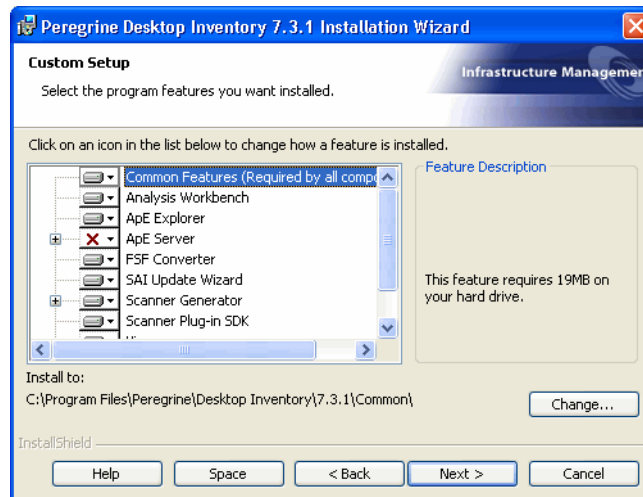 Peregrine Desktop Inventory 7.3.1 Installation Wizard
Custom Setup
Select the program features you want installed.
Infrastructure Managemen
Click on an icon in the list below to change how a feature is installed.
Common Features (Required by all compo
Analysis Workbench
ApE Explorer
ApE Server
FSF Converter
SAI Update Wizard
Scanner Generator
Scanner Plug-in SDK
Feature Description
This feature requires 19MB on
your hard drive.
Install to:
C:\Program Files\Peregrine\Desktop Inventory\7.3.1\Common\
Change...
InstallShield
Help
Space
< Back
Next >
Cancel